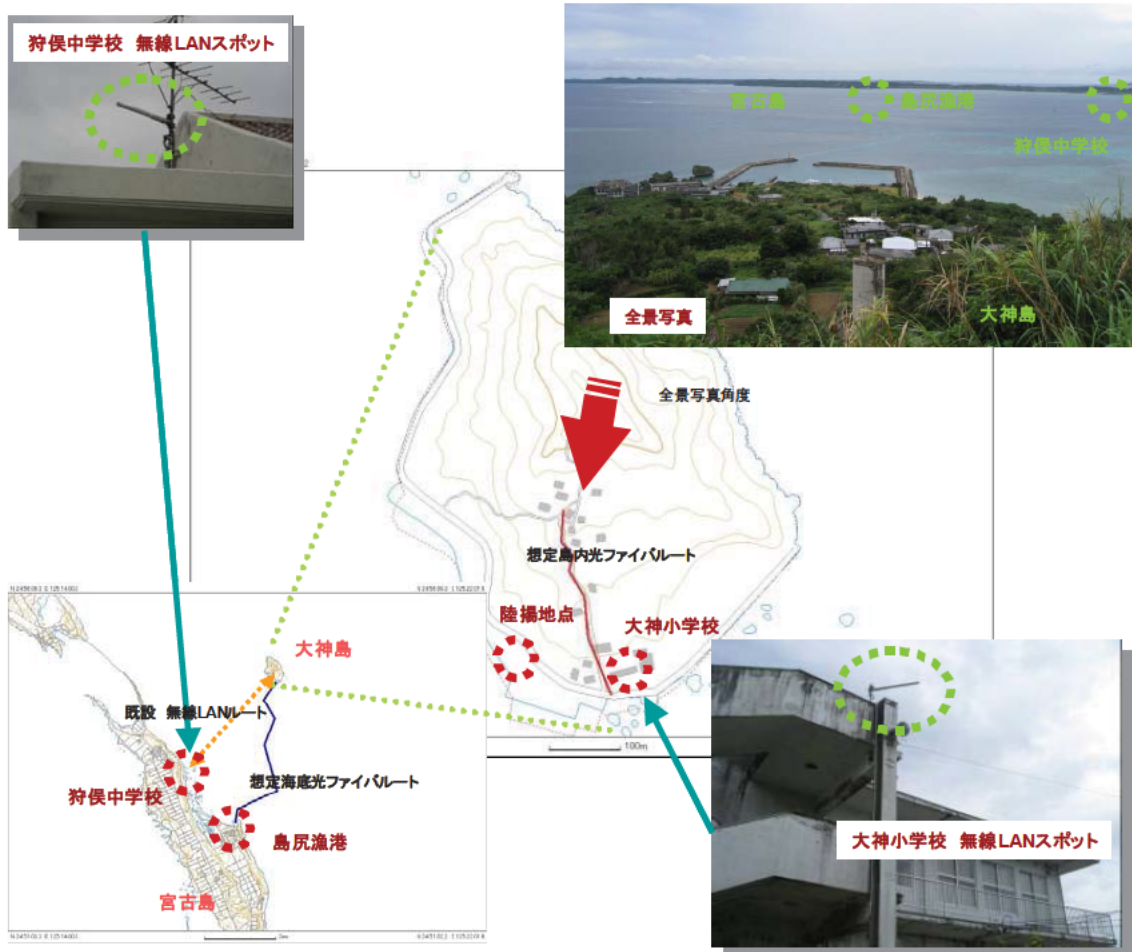 狩俣中学校 無線LANスポット
宮古島
島尻漁港
狩俣中学校
全景写真
大神島
全景写真角度
想定島内光ファイバルート
陸揚地点
大神小学校
100m
大神島
既設 無線LANルート
想定海底光ファイバルート
狩俣中学校
島尻漁港
宮古島
大神小学校 無線LANスポット